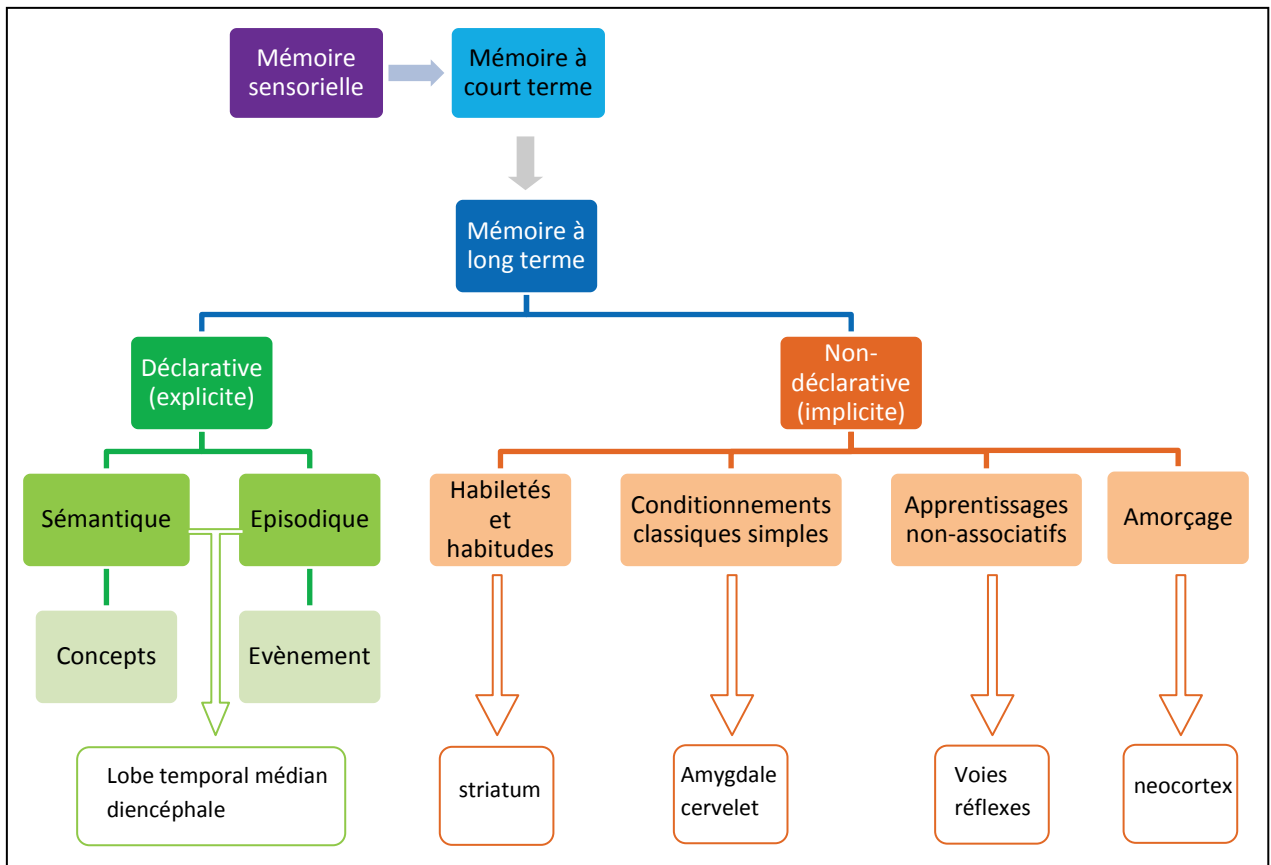 Mémoire
sensorielle
Mémoire à
court terme
Mémoire à
long terme
Déclarative
(explicite)
Non-
déclarative
(implicite)
Sémantique
Episodique
Habiletés
et
habitudes
Conditionnements
classiques simples
Apprentissages
non-associatifs
Amorçage
Concepts
Evènement
Lobe temporal médian
diencéphale
striatum
Amygdale
cervelet
Voies
réflexes
neocortex